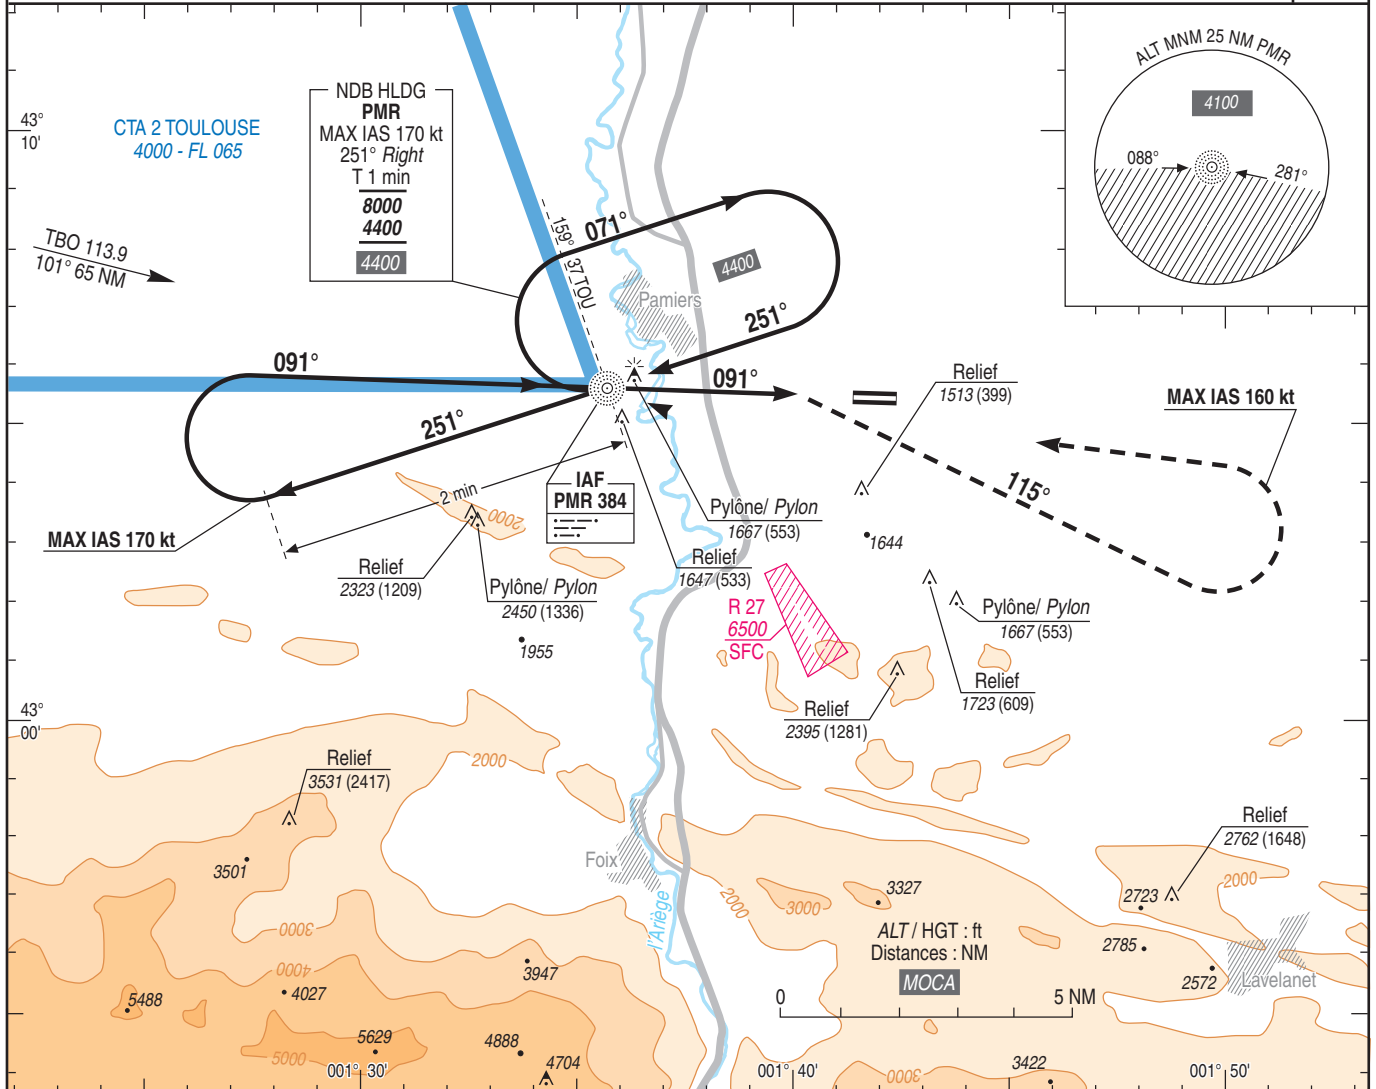 ALT MNM 25 NM PMR
4100
088°
281°
43°
10'
CTA 2 TOULOUSE
4000 - FL 065
NDB HLDG
PMR
MAX IAS 170 kt
251° Right
T 1 min
8000
4400
4400
TBO 113.9
101° 65 NM
159°
37 TOU
071°
4400
Pamiers
251°
091°
091°
251°
2 min
MAX IAS 170 kt
IAF
PMR 384
Relief
1513 (399)
MAX IAS 160 kt
115°
2000
Pylône/ Pylon
1667 (553)
1644
Relief
2323 (1209)
Pylône/ Pylon
2450 (1336)
Relief
1647 (533)
1955
R 27
6500
SFC
Pylône/ Pylon
1667 (553)
Relief
1723 (609)
Relief
2395 (1281)
43°
00'
2000
Relief
3531 (2417)
3501
Foix
l'Ariège
2000
3000
3327
Relief
2762 (1648)
2723
2000
2785
2572
Lavelanet
ALT / HGT : ft
Distances : NM
MOCA
0
5 NM
3000
4000
3947
4027
5488
5629
5000
4888
4704
3000
3422
001° 30'
001° 40'
001° 50'